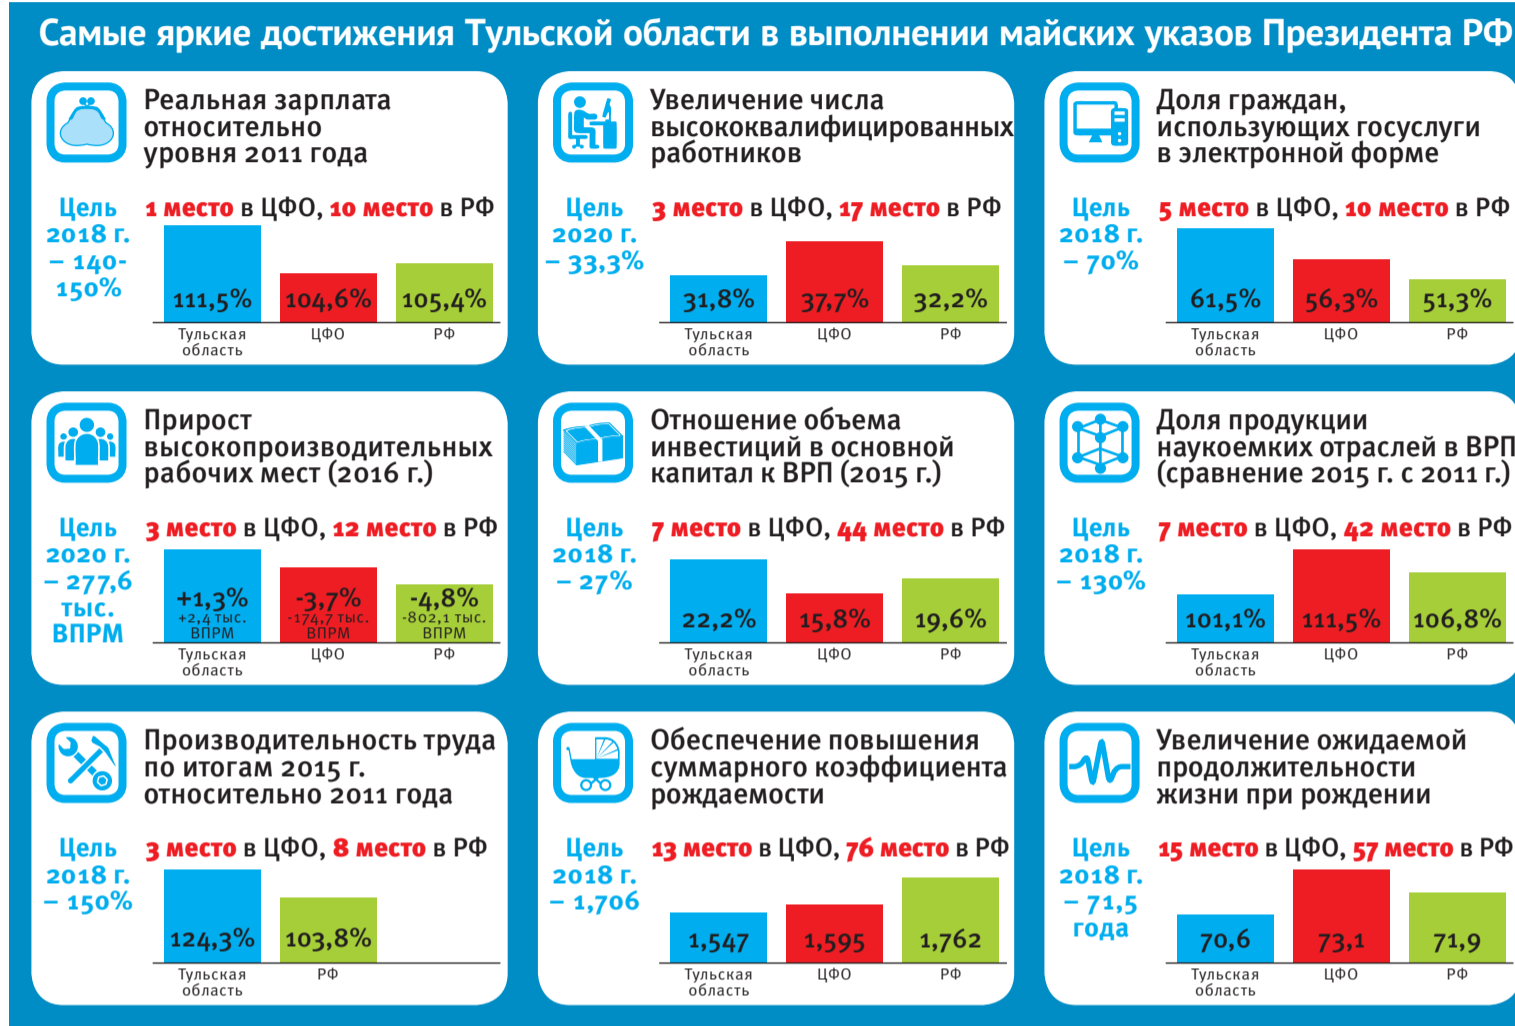 Самые яркие достижения Тульской области в выполнении майских указов Президента РФ
Реальная зарплата
относительно
уровня 2011 года
Цель
2018 г.
– 140-
150%
1 место в ЦФО, 10 место в РФ
111,5%
104,6%
105,4%
Тульская
область
ЦФО
РФ
Увеличение числа
высококвалифицированных
работников
Цель
2020 г.
– 33,3%
3 место в ЦФО, 17 место в РФ
31,8%
37,7%
32,2%
Тульская
область
ЦФО
РФ
Доля граждан,
использующих госуслуги
в электронной форме
Цель
2018 г.
– 70%
5 место в ЦФО, 10 место в РФ
61,5%
56,3%
51,3%
Тульская
область
ЦФО
РФ
Прирост
высокопроизводительных
рабочих мест (2016 г.)
Цель
2020 г.
– 277,6
тыс.
ВПРМ
3 место в ЦФО, 12 место в РФ
+1,3%
+2,4 тыс.
ВПРМ
-3,7%
-174,7 тыс.
ВПРМ
-4,8%
-802,1 тыс.
ВПРМ
Тульская
область
ЦФО
РФ
Отношение объема
инвестиций в основной
капитал к ВРП (2015 г.)
Цель
2018 г.
– 27%
7 место в ЦФО, 44 место в РФ
22,2%
15,8%
19,6%
Тульская
область
ЦФО
РФ
Доля продукции
наукоемких отраслей в ВРП
(сравнение 2015 г. с 2011 г.)
Цель
2018 г.
– 130%
7 место в ЦФО, 42 место в РФ
101,1%
111,5%
106,8%
Тульская
область
ЦФО
РФ
Производительность труда
по итогам 2015 г.
относительно 2011 года
Цель
2018 г.
– 150%
3 место в ЦФО, 8 место в РФ
124,3%
103,8%
Тульская
область
РФ
Обеспечение повышения
суммарного коэффициента
рождаемости
Цель
2018 г.
– 1,706
13 место в ЦФО, 76 место в РФ
1,547
1,595
1,762
Тульская
область
ЦФО
РФ
Увеличение ожидаемой
продолжительности
жизни при рождении
Цель
2018 г.
– 71,5
года
15 место в ЦФО, 57 место в РФ
70,6
73,1
71,9
Тульская
область
ЦФО
РФ